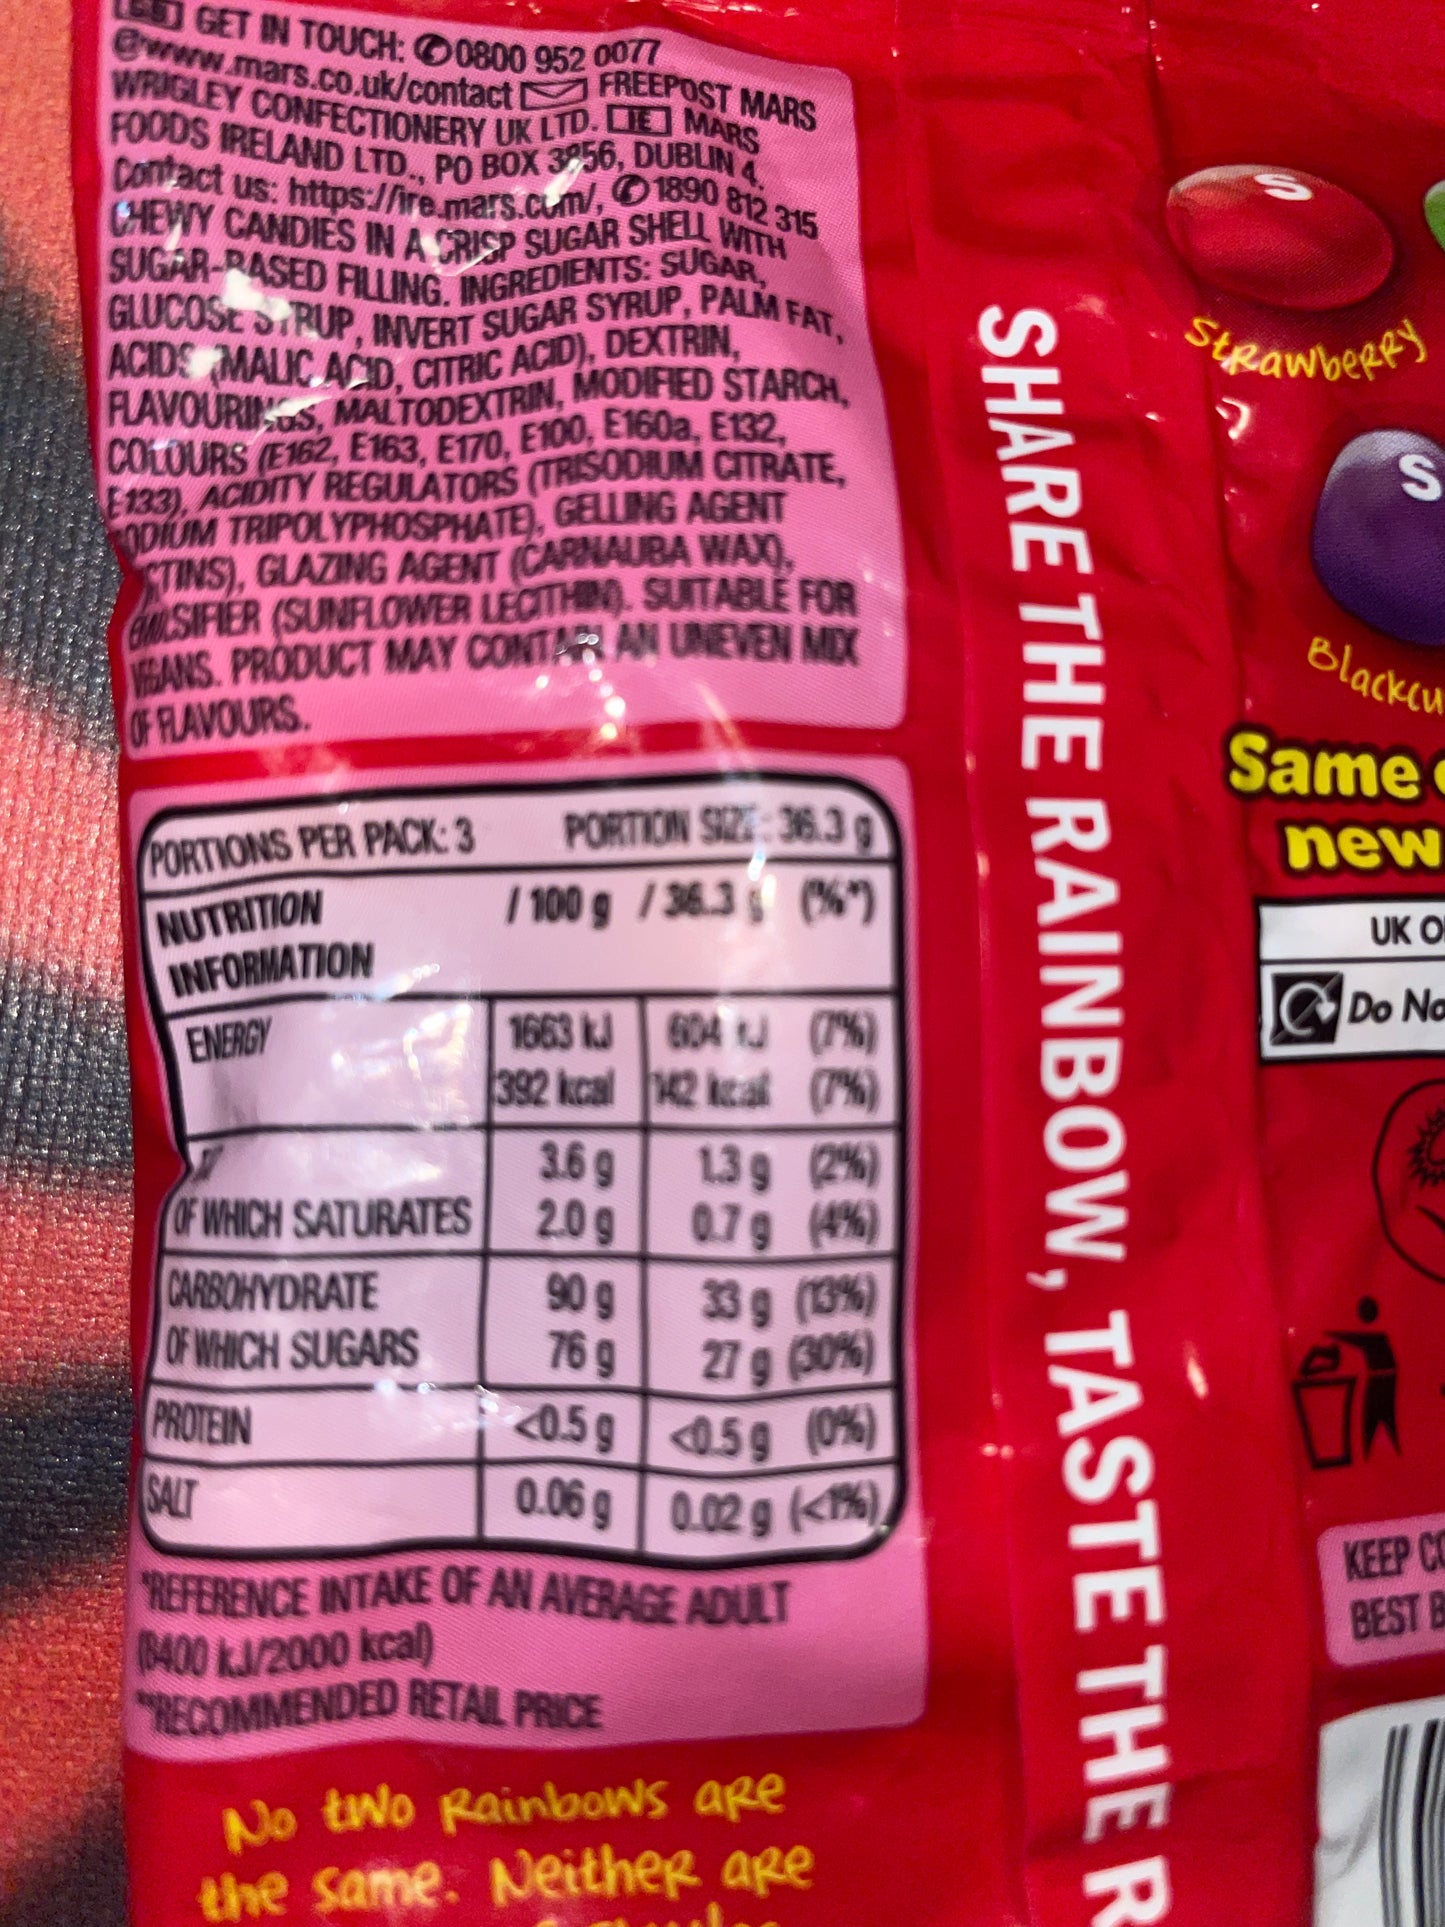 GET IN TOUCH: ✆0800 952 0077
@www.mars.co.uk/contact FREEPOST MARS
WRIGLEY CONFECTIONERY UK LTD. IE MARS
FOODS IRELAND LTD., PO BOX 3856, DUBLIN 4.
Contact us: https://ire.mars.com/, ✆1890 812 315
CHEWY CANDIES IN A CRISP SUGAR SHELL WITH
SUGAR-BASED FILLING. INGREDIENTS: SUGAR,
GLUCOSE SYRUP, INVERT SUGAR SYRUP, PALM FAT,
ACIDS (MALIC ACID, CITRIC ACID), DEXTRIN,
FLAVOURINGS, MALTODEXTRIN, MODIFIED STARCH,
COLOURS (E162, E163, E170, E100, E160a, E132,
E133), ACIDITY REGULATORS (TRISODIUM CITRATE,
ODIUM TRIPOLYPHOSPHATE), GELLING AGENT
CTINS), GLAZING AGENT (CARNAUBA WAX),
EMULSIFIER (SUNFLOWER LECITHIN). SUITABLE FOR
VEGANS. PRODUCT MAY CONTAIN AN UNEVEN MIX
OF FLAVOURS.
PORTIONS PER PACK: 3 PORTION SIZE: 36.3 g
NUTRITION / 100 g / 36.3 g (%*)
INFORMATION
ENERGY 1663 kJ 604 kJ (7%)
392 kcal 142 kcal (7%)
3.6 g 1.3 g (2%)
OF WHICH SATURATES 2.0 g 0.7 g (4%)
CARBOHYDRATE 90 g 33 g (13%)
OF WHICH SUGARS 76 g 27 g (30%)
PROTEIN <0.5 g <0.5 g (0%)
SALT 0.06 g 0.02 g (<1%)
*REFERENCE INTAKE OF AN AVERAGE ADULT
(8400 kJ/2000 kcal)
**RECOMMENDED RETAIL PRICE
No two Rainbows are
the same. Neither are
SHARE THE RAINBOW, TASTE THE R
S
Strawberry
S
Blackcu
Same
new
UK O
Do No
KEEP CO
BEST B